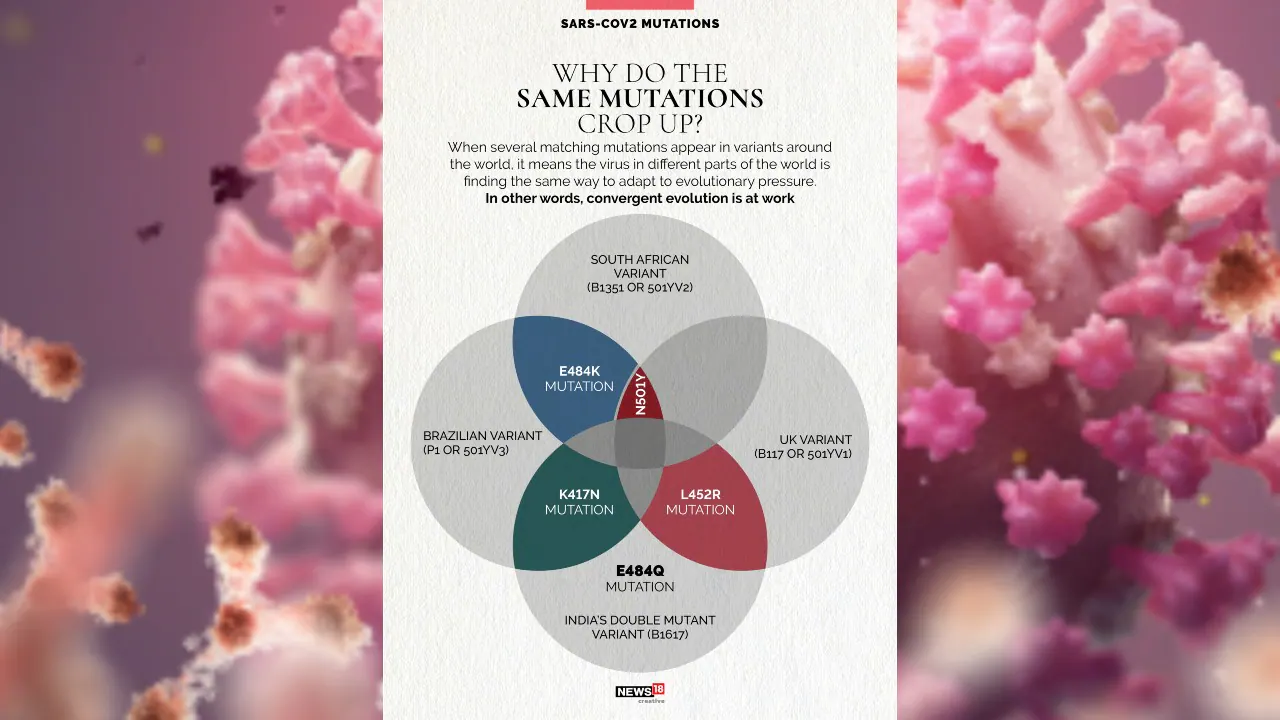 SARS-COV2 MUTATIONS
WHY DO THE
SAME MUTATIONS
CROP UP?
When several matching mutations appear in variants around
the world, it means the virus in different parts of the world is
finding the same way to adapt to evolutionary pressure.
In other words, convergent evolution is at work
SOUTH AFRICAN
VARIANT
(B1351 OR 501YV2)
E484K
MUTATION
N501Y
BRAZILIAN VARIANT
(P1 OR 501YV3)
UK VARIANT
(B117 OR 501YV1)
K417N
MUTATION
L452R
MUTATION
E484Q
MUTATION
INDIA'S DOUBLE MUTANT
VARIANT (B1617)
NEWS18
creative